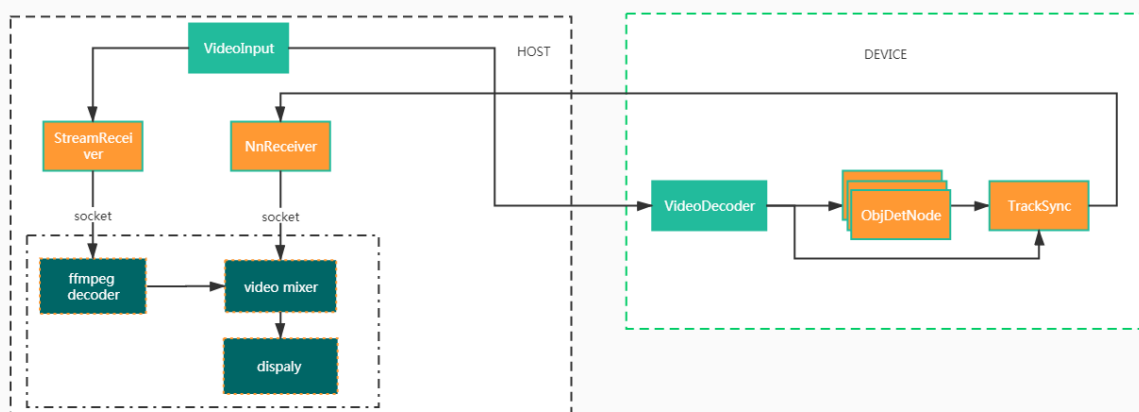 VideoInput
HOST
DEVICE
StreamRecei
ver
NnReceiver
socket
socket
VideoDecoder
ObjDetNode
TrackSync
ffmpeg
decoder
video mixer
dispaly